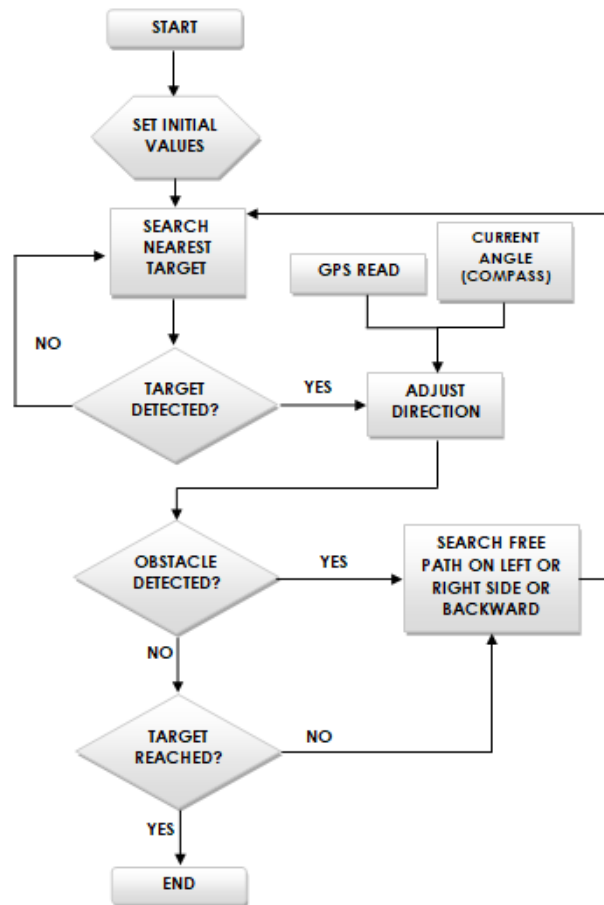 START
SET INITIAL
VALUES
SEARCH
NEAREST
TARGET
CURRENT
ANGLE
(COMPASS)
GPS READ
NO
TARGET
DETECTED?
YES
ADJUST
DIRECTION
OBSTACLE
DETECTED?
YES
SEARCH FREE
PATH ON LEFT OR
RIGHT SIDE OR
BACKWARD
NO
TARGET
REACHED?
NO
YES
END